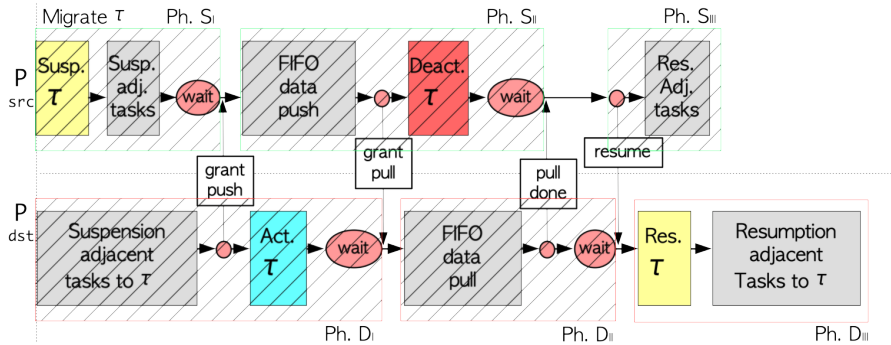 Migrate τ
Ph. SI
Ph. SII
Ph. SIII
P
src
Susp.
τ
Susp.
adj.
tasks
wait
FIFO
data
push
Deact.
τ
wait
Res.
Adj.
tasks
grant
push
grant
pull
pull
done
resume
P
dst
Suspension
adjacent
tasks to τ
Act.
τ
wait
FIFO
data
pull
wait
Res.
τ
Resumption
adjacent
Tasks to τ
Ph. DI
Ph. DII
Ph. DIII